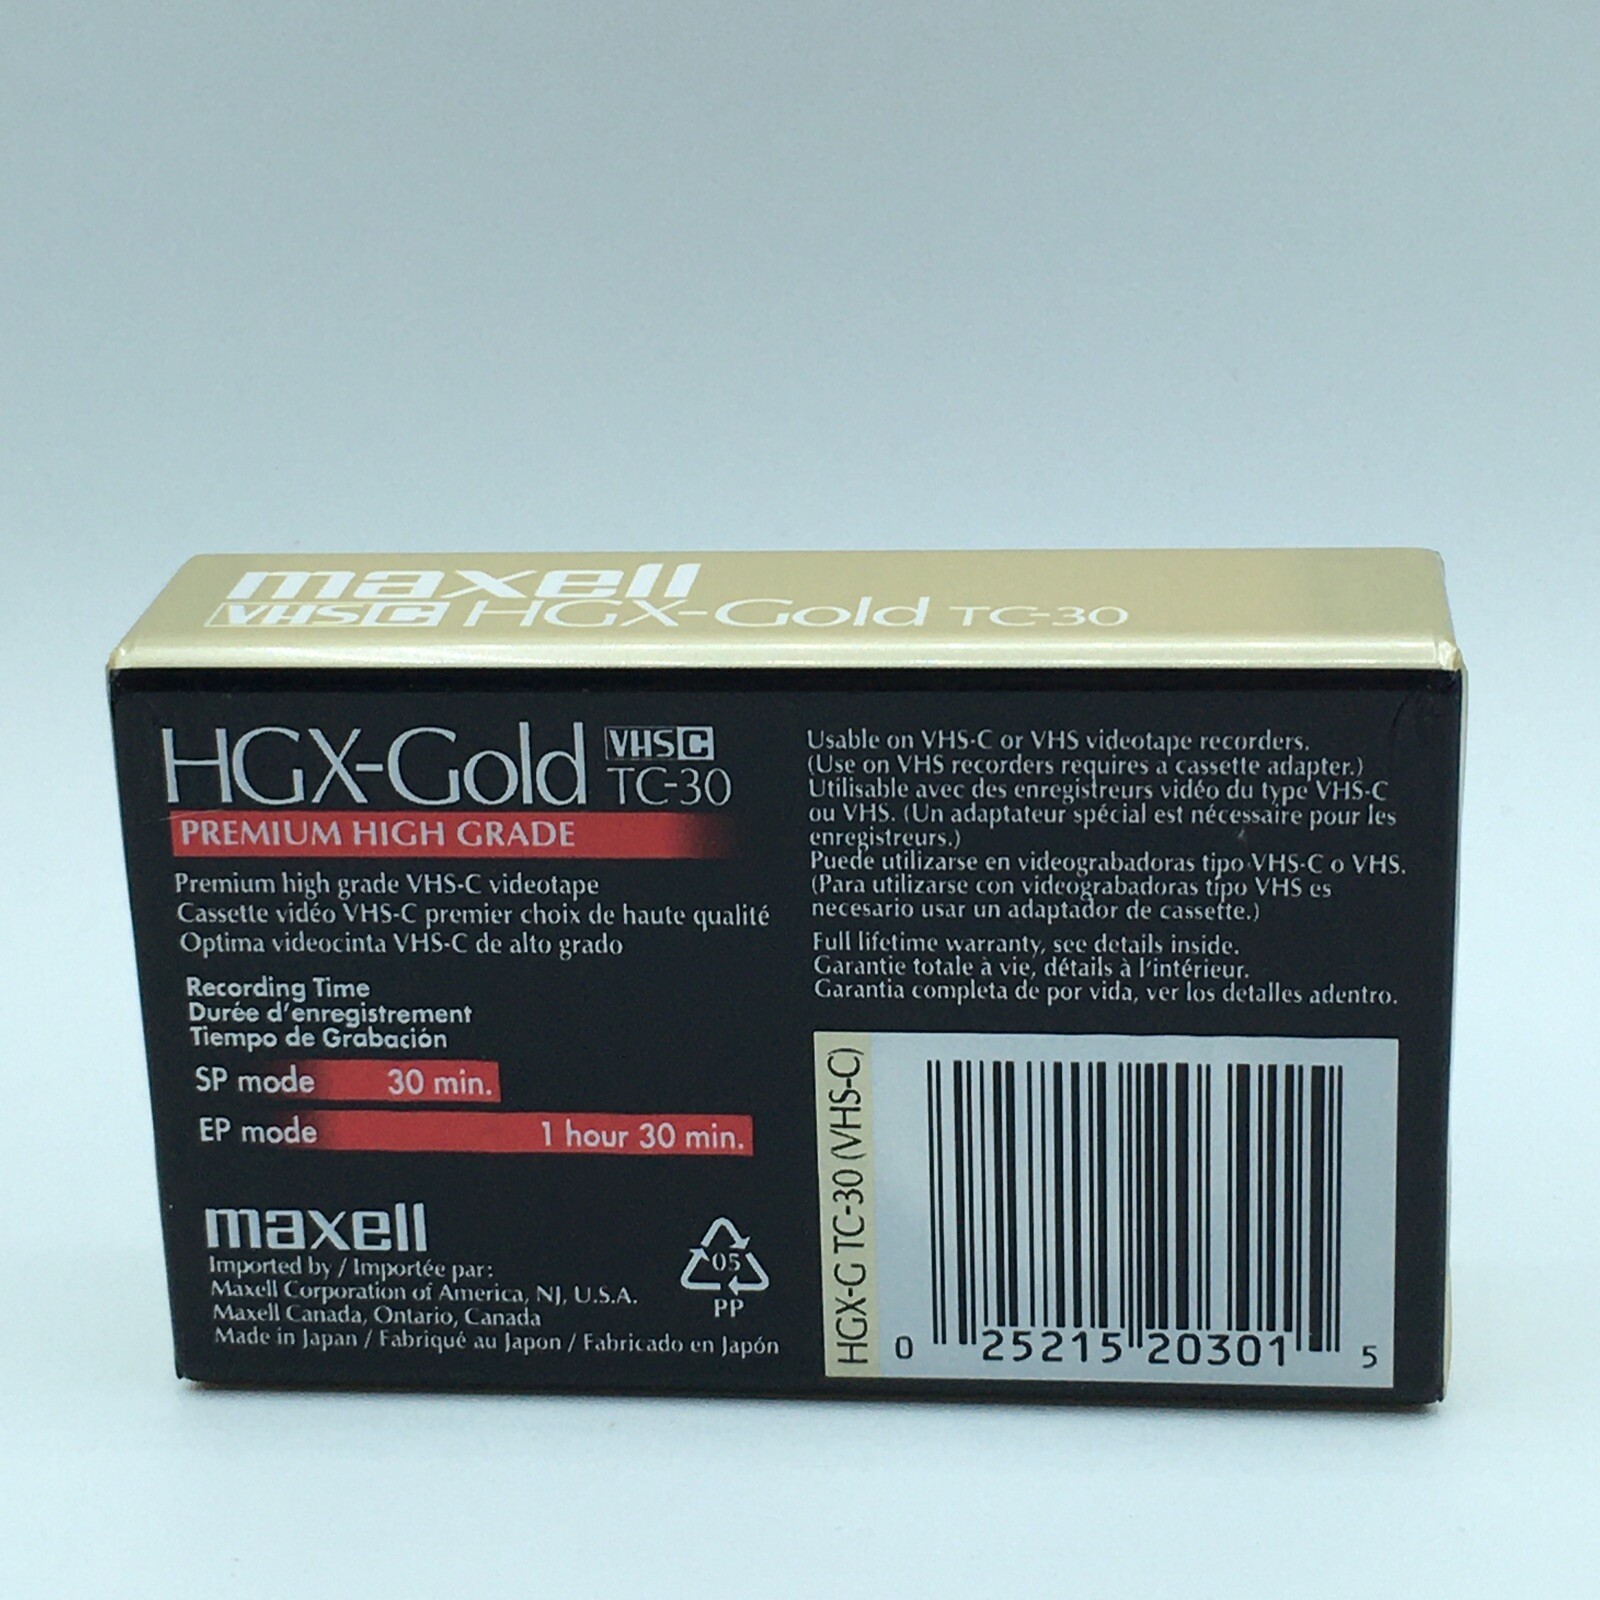 maxell
VHSC HGX-Gold TC-30
HGX-Gold VHSC
TC-30
PREMIUM HIGH GRADE
Premium high grade VHS-C videotape
Cassette vidéo VHS-C premier choix de haute qualité
Optima videocinta VHS-C de alto grado
Recording Time
Durée d'enregistrement
Tiempo de Grabación
SP mode 30 min.
EP mode 1 hour 30 min.
maxell
Imported by / Importée par:
Maxell Corporation of America, NJ, U.S.A.
Maxell Canada, Ontario, Canada
Made in Japan / Fabriqué au Japon / Fabricado en Japón
05
PP
Usable on VHS-C or VHS videotape recorders.
(Use on VHS recorders requires a cassette adapter.)
Utilisable avec des enregistreurs vidéo du type VHS-C
ou VHS. (Un adaptateur spécial est nécessaire pour les
enregistreurs.)
Puede utilizarse en videograbadoras tipo VHS-C o VHS.
(Para utilizarse con videograbadoras tipo VHS es
necesario usar un adaptador de cassette.)
Full lifetime warranty, see details inside.
Garantie totale à vie, détails à l'intérieur.
Garantia completa de por vida, ver los detalles adentro.
HGX-G TC-30 (VHS-C)
0 25215 20301 5